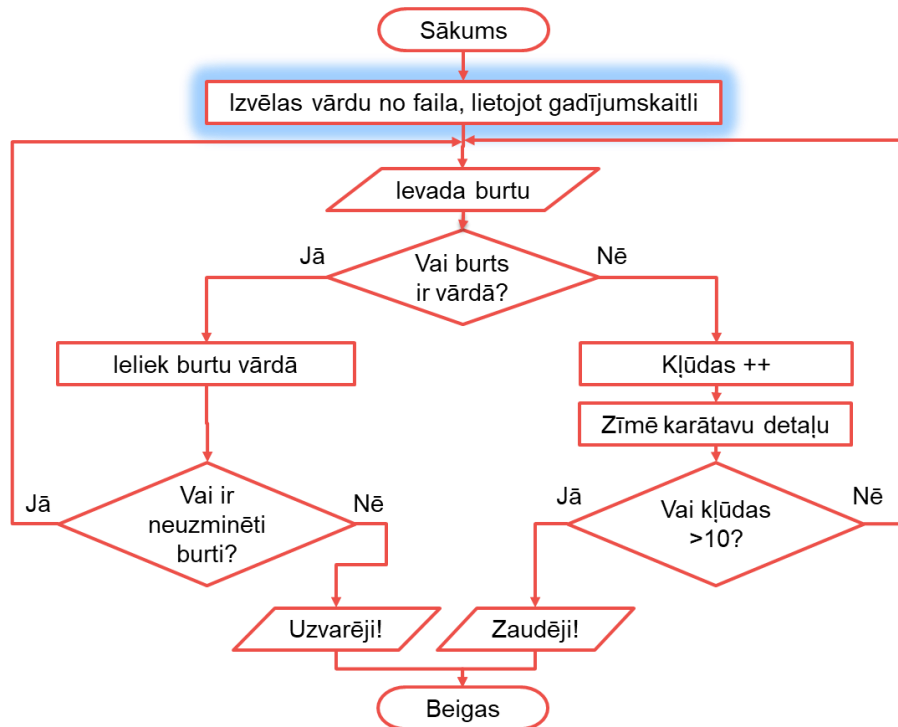 Sākums
Izvēlas vārdu no faila, lietojot gadījumskaitli
Ievada burtu
Jā
Vai burts
ir vārdā?
Nē
Ieliek burtu vārdā
Kļūdas ++
Zīmē karātavu detaļu
Jā
Vai ir
neuzminēti
burti?
Nē
Jā
Vai kļūdas
>10?
Nē
Uzvarēji!
Zaudēji!
Beigas